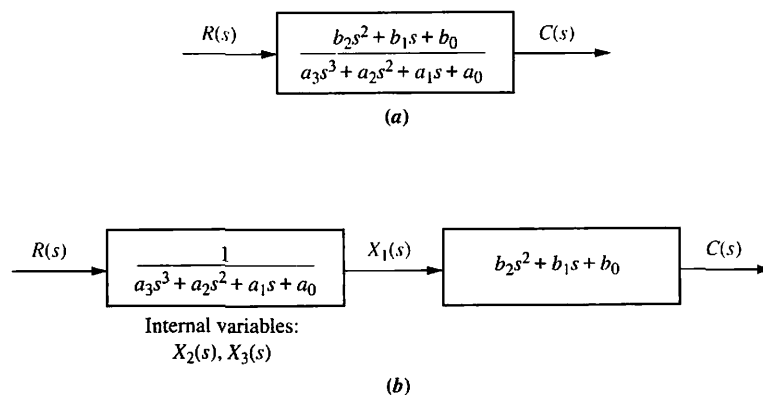 R(s)
b₂s² + b₁s + b₀
a₃s³ + a₂s² + a₁s + a₀
C(s)
(a)
R(s)
1
a₃s³ + a₂s² + a₁s + a₀
X₁(s)
b₂s² + b₁s + b₀
C(s)
Internal variables:
X₂(s), X₃(s)
(b)